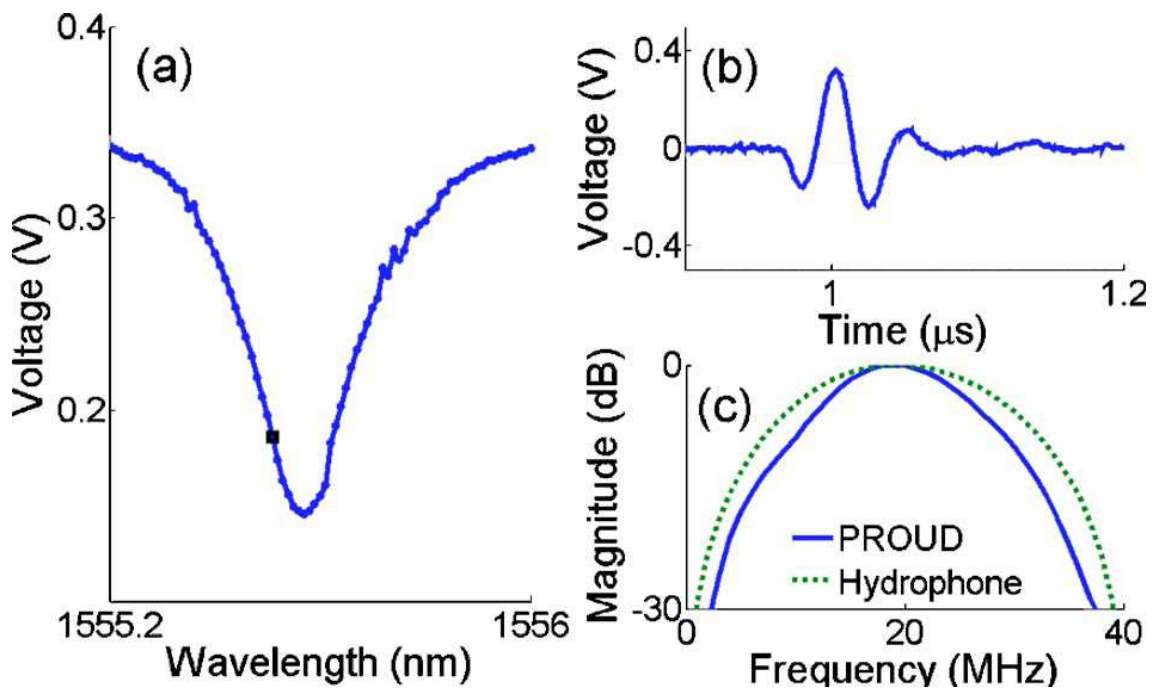 (a)
Voltage (V)
0.4
0.3
0.2
1555.2
1556
Wavelength (nm)
(b)
Voltage (V)
0.4
0
-0.4
1
1.2
Time (μs)
(c)
Magnitude (dB)
0
-30
PROUD
Hydrophone
0
20
40
Frequency (MHz)